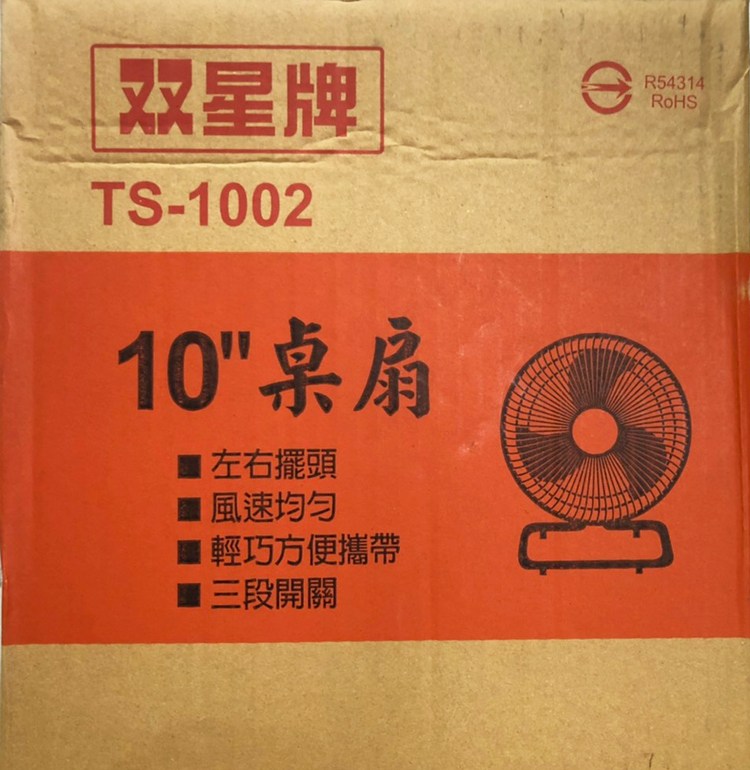 双星牌
R54314
RoHS
TS-1002
10"桌扇
■ 左右擺頭
■ 風速均勻
■ 輕巧方便攜帶
■ 三段開關